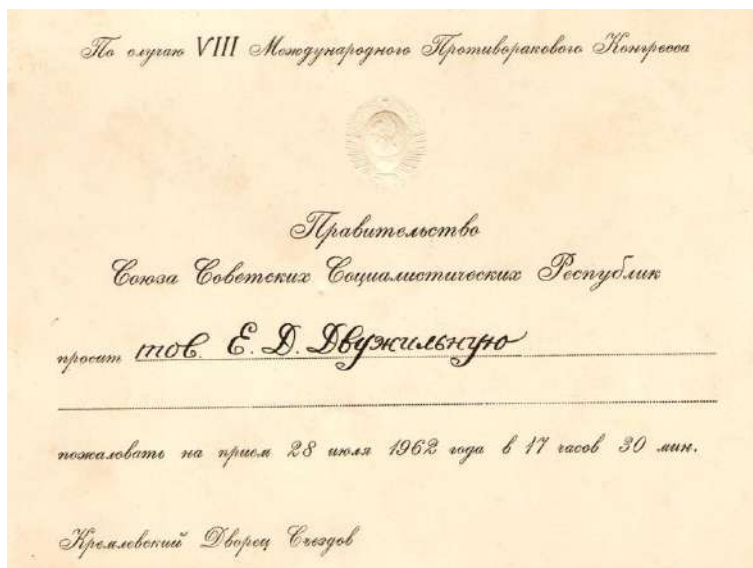 По случаю VIII Международного Противоракового Конгресса
Правительство
Союза Советских Социалистических Республик
просит тов. Е. Д. Двужильную
пожаловать на прием 28 июля 1962 года в 17 часов 30 мин.
Кремлевский Дворец Съездов